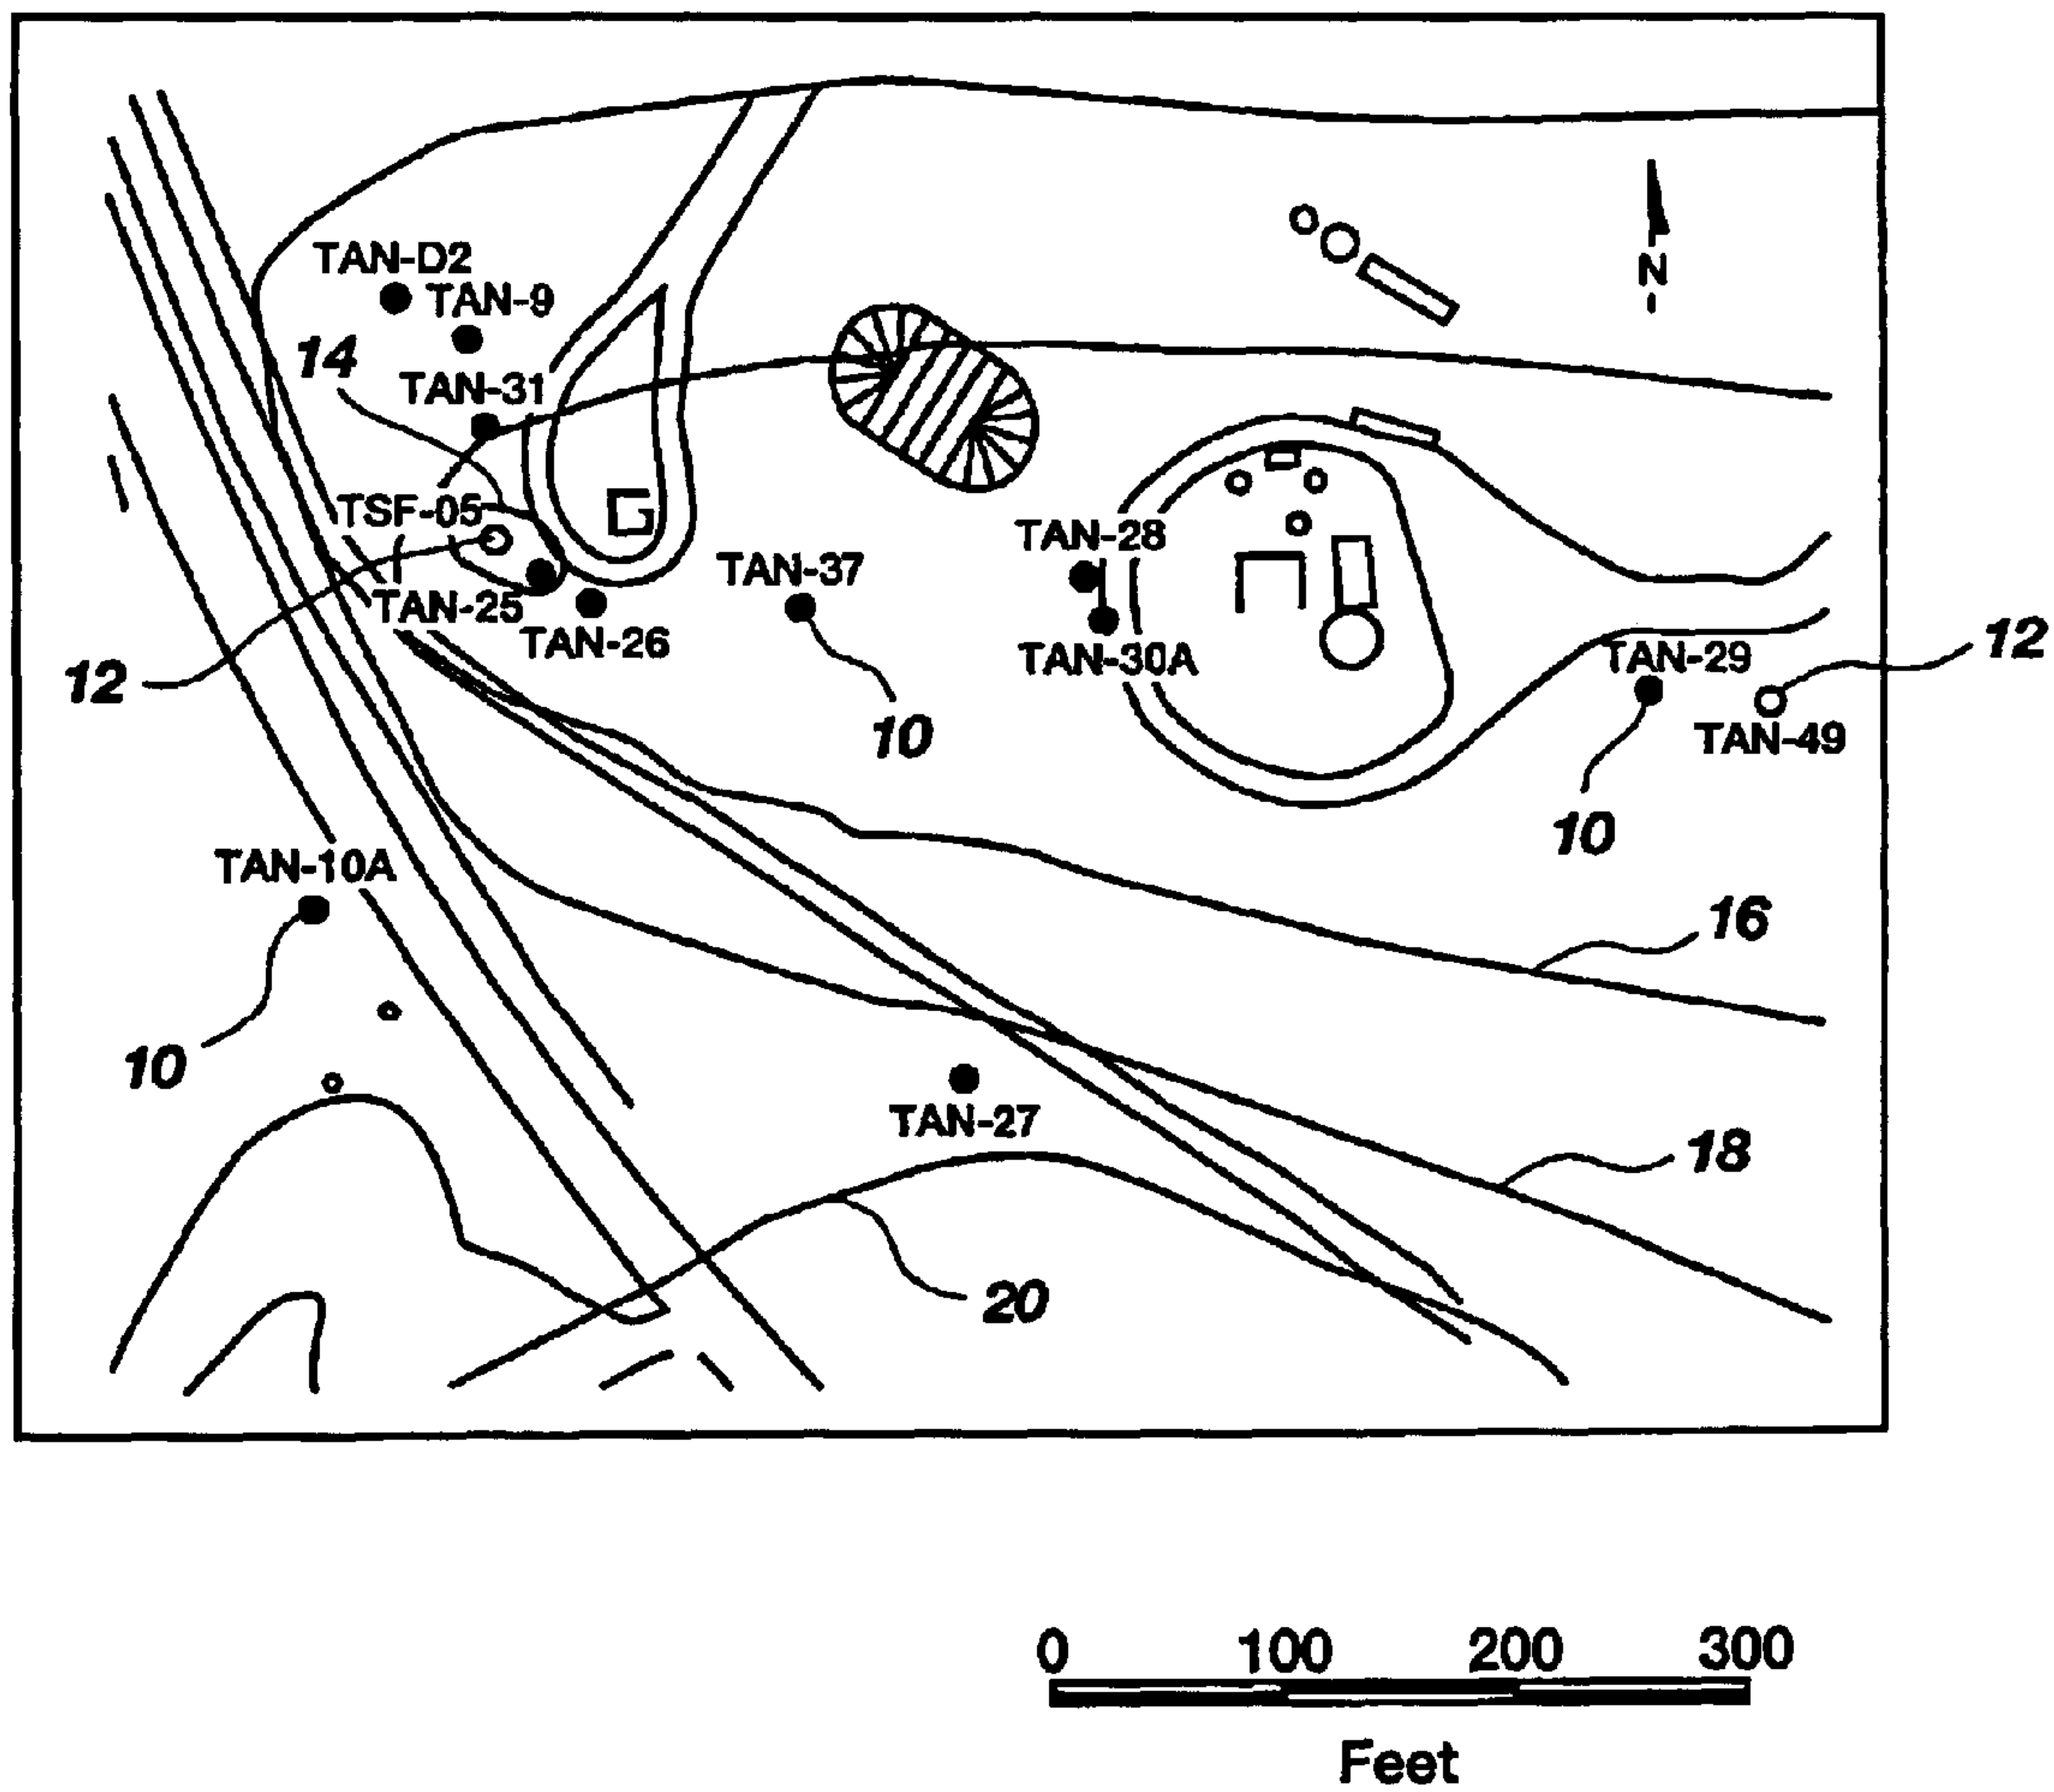 TAN-D2
TAN-9
N
14
TAN-31
TSF-05
TAN-28
TAN-37
TAN-25
TAN-26
12
TAN-30A
TAN-29
12
10
TAN-49
10
TAN-10A
16
10
TAN-27
18
20
0 100 200 300
Feet